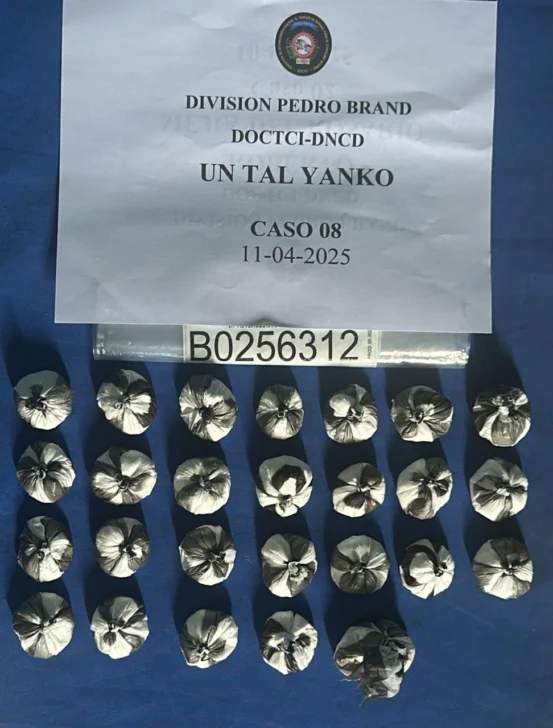 DIVISION PEDRO BRAND
DOCTCI-DNCD
UN TAL YANKO
CASO 08
11-04-2025
B0256312